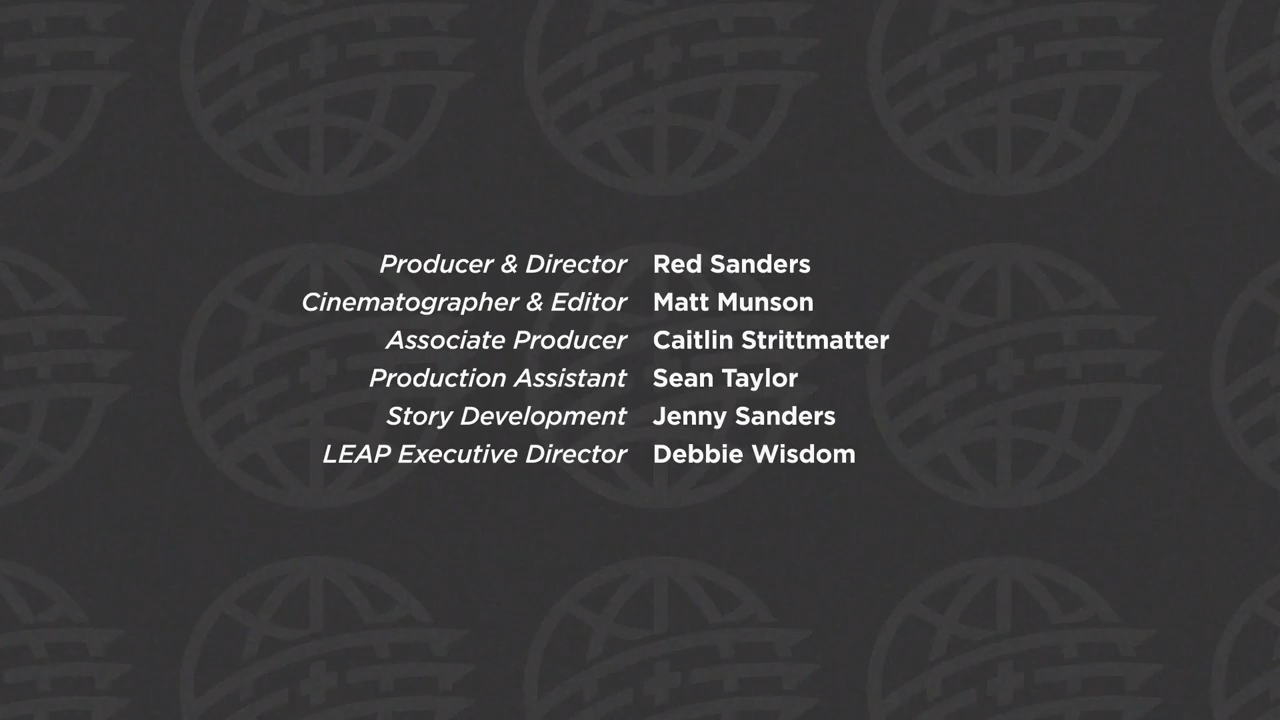 Producer & Director Red Sanders
Cinematographer & Editor Matt Munson
Associate Producer Caitlin Strittmatter
Production Assistant Sean Taylor
Story Development Jenny Sanders
LEAP Executive Director Debbie Wisdom